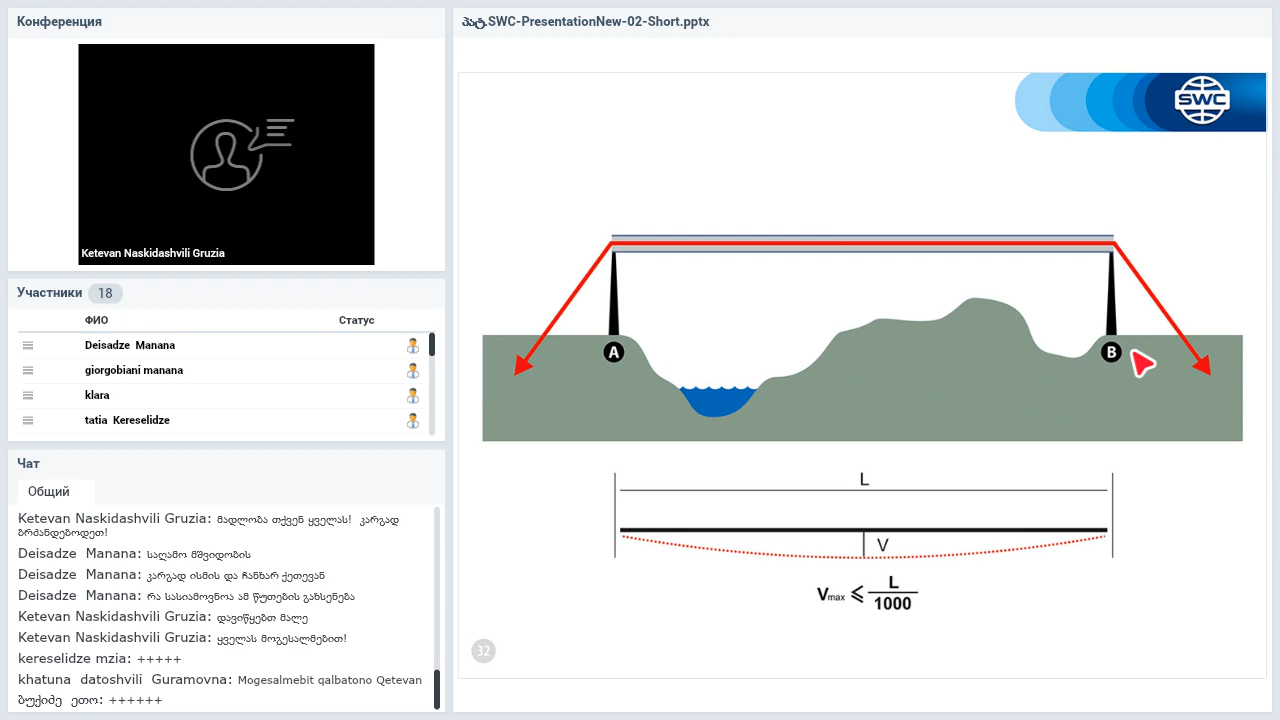 Конференция
Ketevan Naskidashvili Gruzia
Участники 18
ФИО Статус
Deisadze Manana
giorgobiani manana
klara
tatia Kereselidze
Чат
Общий
Ketevan Naskidashvili Gruzia: მადლობა თქვენ ყველას! კარგად
ბრძანდებოდეთ!
Deisadze Manana: საღამო მშვიდობის
Deisadze Manana: კარგად ისმის და ჩანხარ ქეთევან
Deisadze Manana: რა სასიამოვნოა ამ წუთების გახსენება
Ketevan Naskidashvili Gruzia: დავიწყებთ მალე
Ketevan Naskidashvili Gruzia: ყველას მოგესალმებით!
kereselidze mzia: +++++
khatuna datoshvili Guramovna: Mogesalmebit qalbatono Qetevan
ბუქიძე ეთო: ++++++
პატ.SWC-PresentationNew-02-Short.pptx
SWC
A
B
L
V
Vmax ⩽ L
1000
32